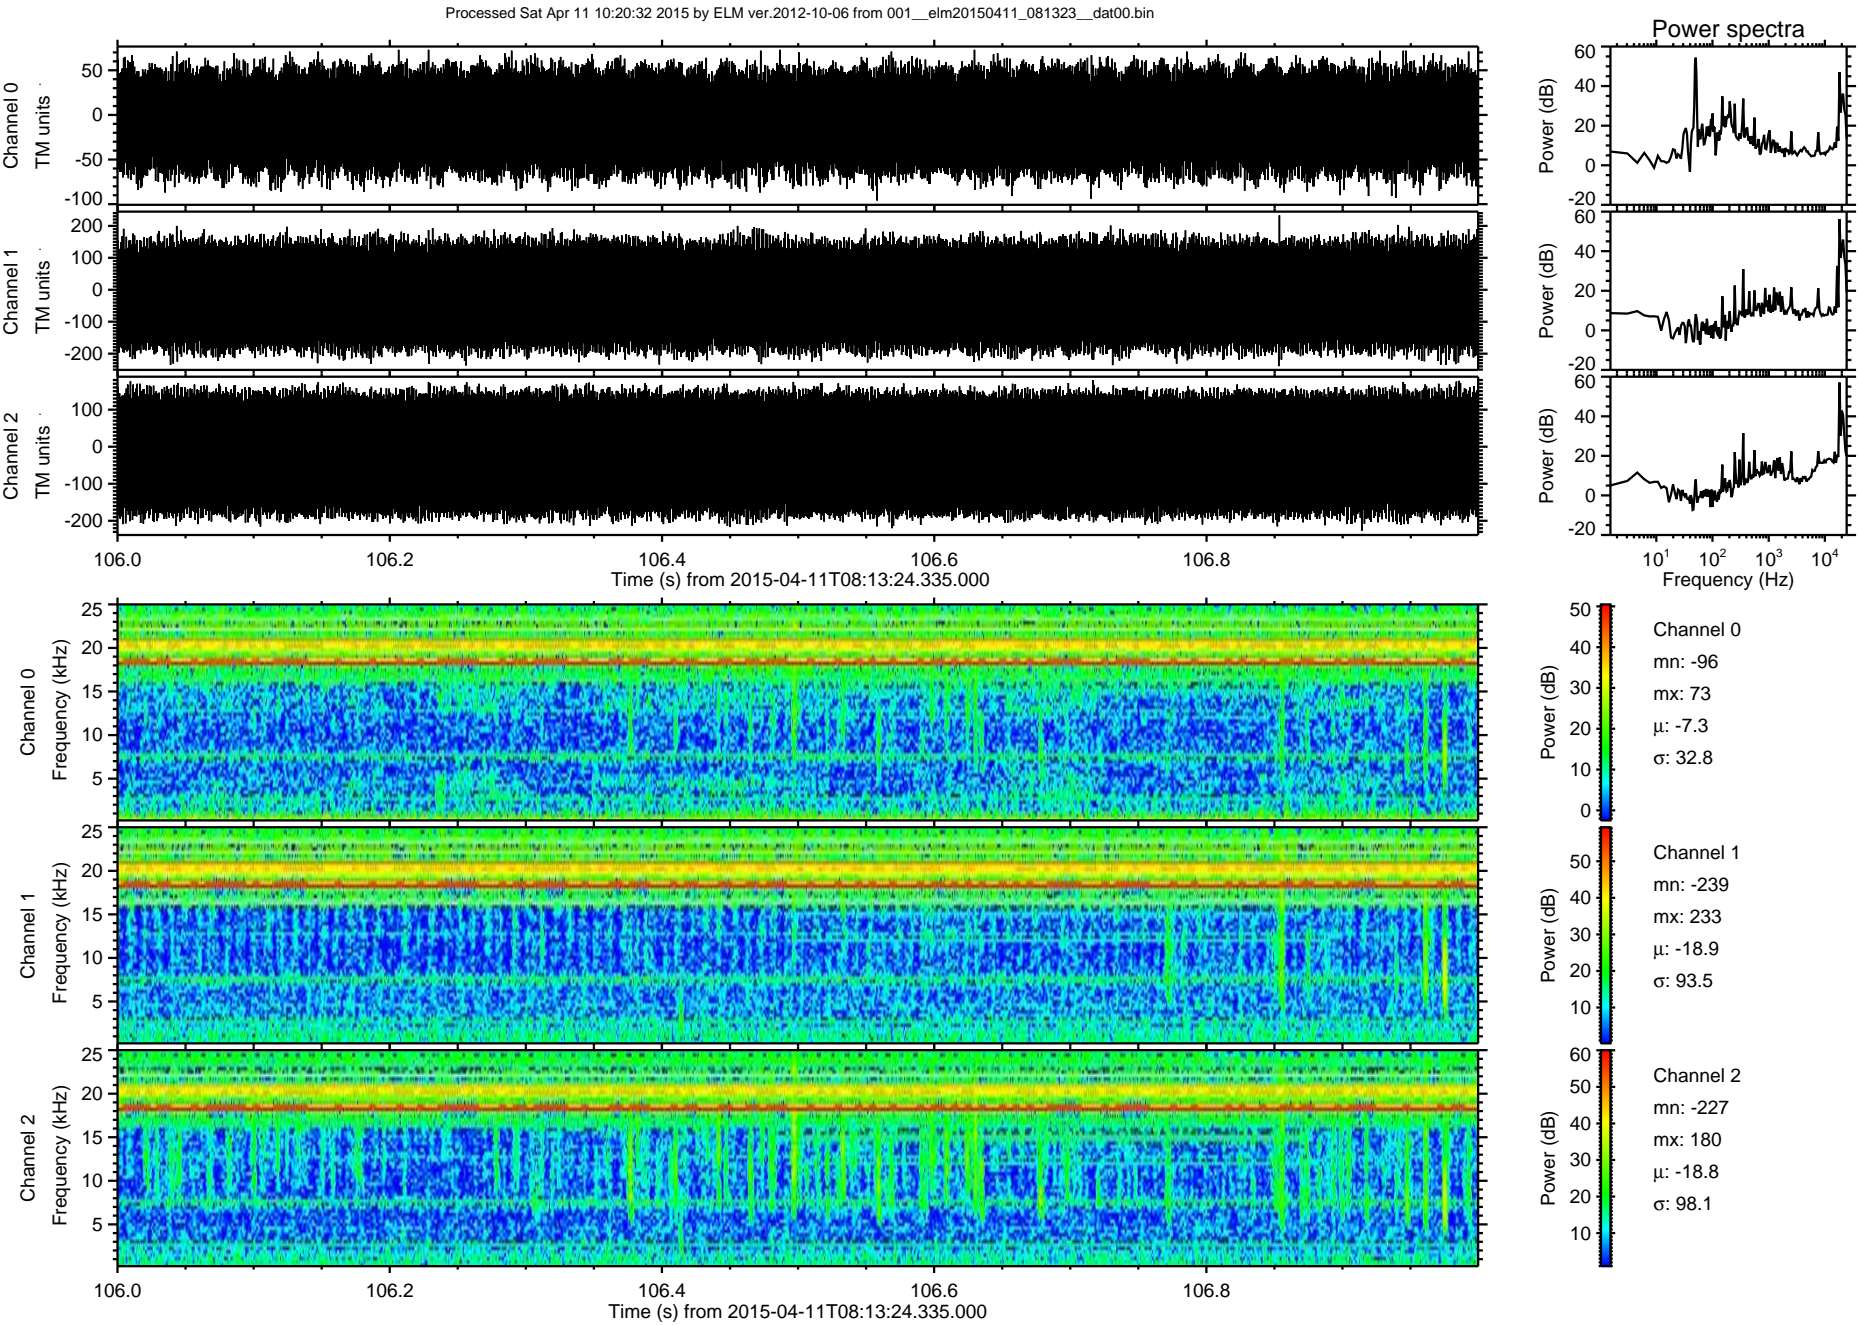 Processed Sat Apr 11 10:20:32 2015 by ELM ver.2012-10-06 from 001__elm20150411_081323__dat00.bin
Power spectra
Channel 0
TM units
50
0
-50
-100
Power (dB)
60
40
20
0
-20
Channel 1
TM units
200
100
0
-100
-200
Power (dB)
60
40
20
0
-20
Channel 2
TM units
100
0
-100
-200
Power (dB)
60
40
20
0
-20
106.0 106.2 106.4 106.6 106.8
Time (s) from 2015-04-11T08:13:24.335.000
10^1 10^2 10^3 10^4
Frequency (Hz)
Channel 0
Frequency (kHz)
25
20
15
10
5
Power (dB)
50
40
30
20
10
0
Channel 0
mn: -96
mx: 73
μ: -7.3
σ: 32.8
Channel 1
Frequency (kHz)
25
20
15
10
5
Power (dB)
50
40
30
20
10
Channel 1
mn: -239
mx: 233
μ: -18.9
σ: 93.5
Channel 2
Frequency (kHz)
25
20
15
10
5
Power (dB)
60
50
40
30
20
10
Channel 2
mn: -227
mx: 180
μ: -18.8
σ: 98.1
106.0 106.2 106.4 106.6 106.8
Time (s) from 2015-04-11T08:13:24.335.000